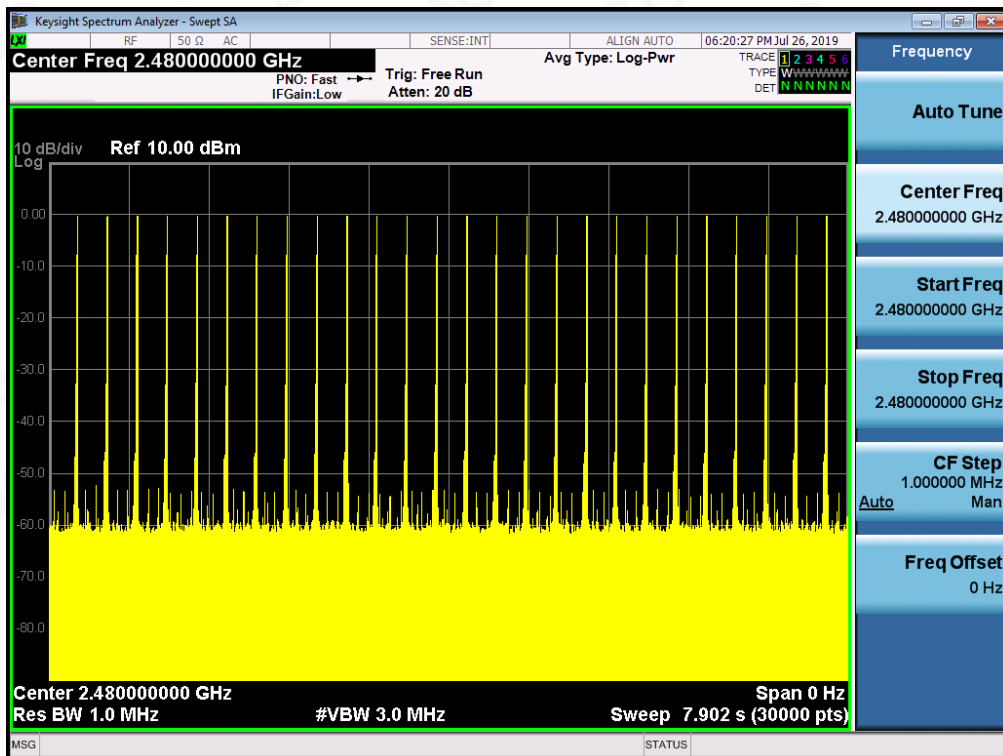 Keysight Spectrum Analyzer - Swept SA
LXI RF 50 Ω AC SENSE:INT ALIGN AUTO 06:20:27 PM Jul 26, 2019
Center Freq 2.480000000 GHz
PNO: Fast
IFGain:Low
Trig: Free Run
Atten: 20 dB
Avg Type: Log-Pwr
TRACE 1 2 3 4 5 6
TYPE W
DET N N N N N N
10 dB/div Ref 10.00 dBm
Log
0.00
-10.0
-20.0
-30.0
-40.0
-50.0
-60.0
-70.0
-80.0
Center 2.480000000 GHz Span 0 Hz
Res BW 1.0 MHz #VBW 3.0 MHz Sweep 7.902 s (30000 pts)
MSG STATUS
Frequency
Auto Tune
Center Freq
2.480000000 GHz
Start Freq
2.480000000 GHz
Stop Freq
2.480000000 GHz
CF Step
1.000000 MHz
Auto Man
Freq Offset
0 Hz